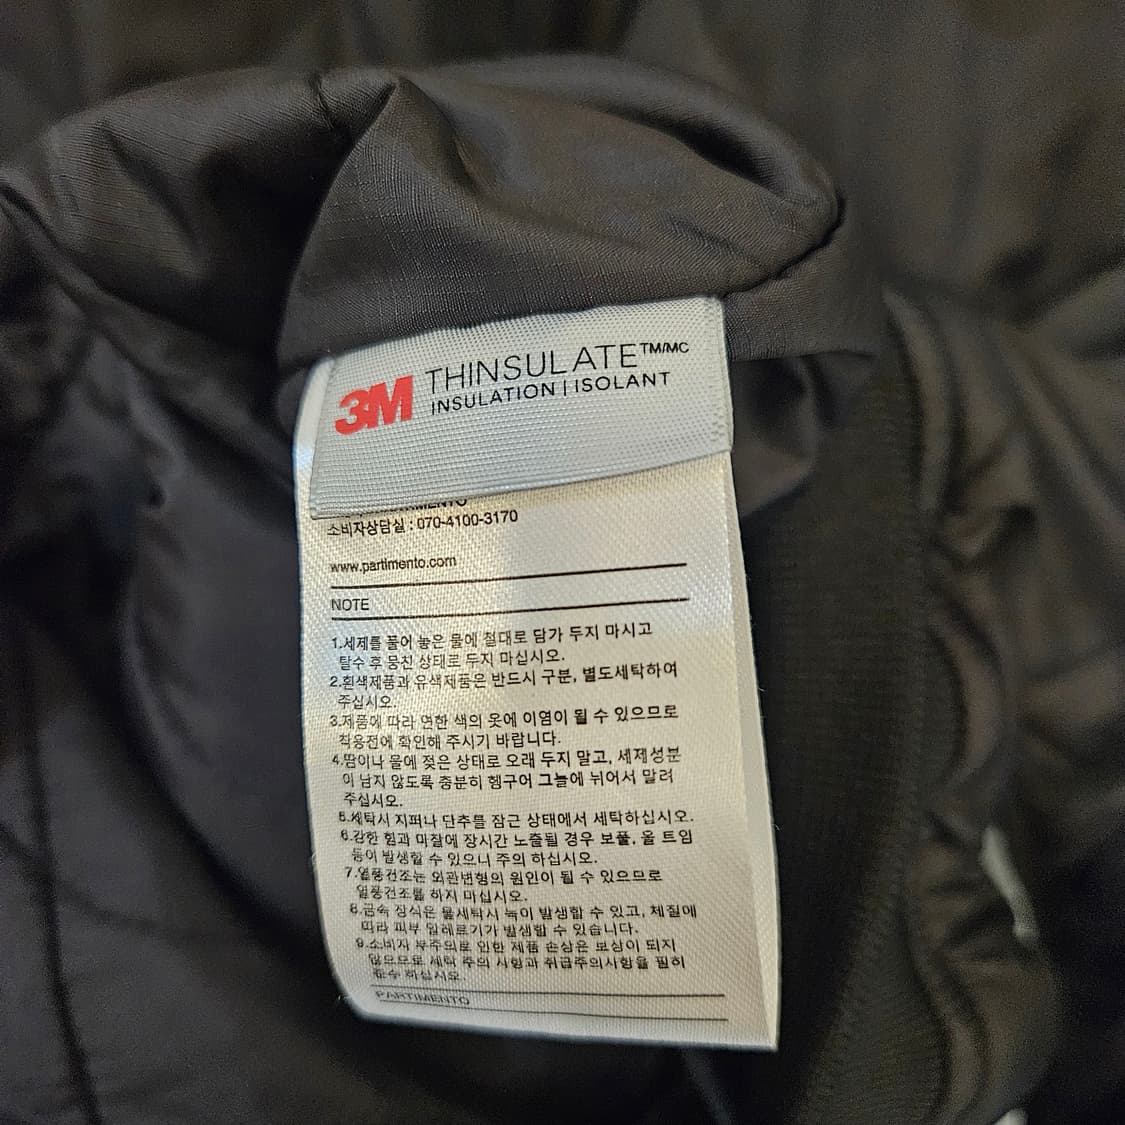 3M
THINSULATE™/MC
INSULATION | ISOLANT
소비자상담실 : 070-4100-3170
www.partimento.com
NOTE
1.세제를 풀어 놓은 물에 절대로 담가 두지 마시고
탈수 후 뭉친 상태로 두지 마십시오.
2.흰색제품과 유색제품은 반드시 구분, 별도세탁하여
주십시오.
3.제품에 따라 연한 색의 옷에 이염이 될 수 있으므로
착용전에 확인해 주시기 바랍니다.
4.땀이나 물에 젖은 상태로 오래 두지 말고, 세제성분
이 남지 않도록 충분히 헹구어 그늘에 뉘어서 말려
주십시오.
5.세탁시 지퍼나 단추를 잠근 상태에서 세탁하십시오.
6.강한 힘과 마찰에 장시간 노출될 경우 보풀, 올 트임
등이 발생할 수 있으니 주의 하십시오.
7.열풍건조는 외관변형의 원인이 될 수 있으므로
열풍건조를 하지 마십시오.
8.금속 장식은 물세탁시 녹이 발생할 수 있고, 체질에
따라 피부 알레르기가 발생할 수 있습니다.
9.소비자 부주의로 인한 제품 손상은 보상이 되지
않으므로 세탁 주의 사항과 취급주의사항을 필히
준수 하십시오.
PARTIMENTO